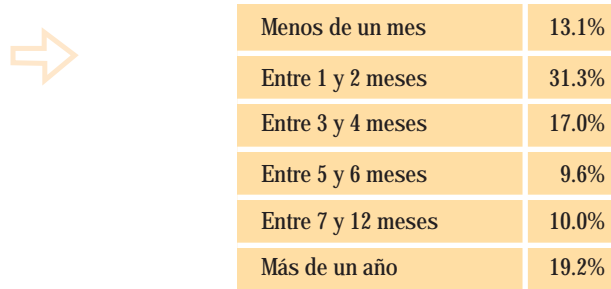 Menos de un mes 13.1%
Entre 1 y 2 meses 31.3%
Entre 3 y 4 meses 17.0%
Entre 5 y 6 meses 9.6%
Entre 7 y 12 meses 10.0%
Más de un año 19.2%